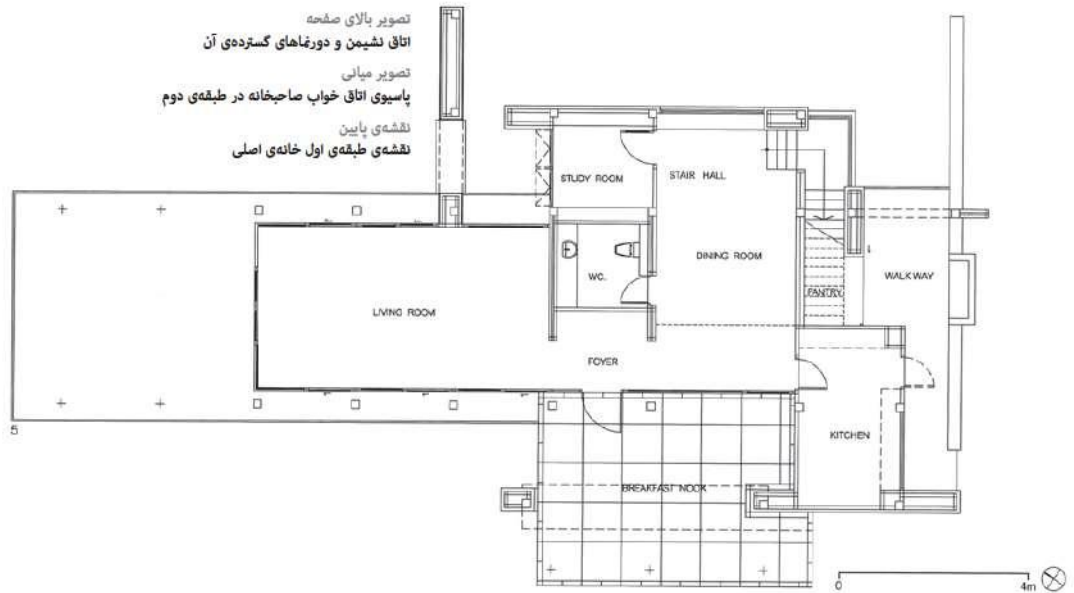 تصویر بالای صفحه
اتاق نشیمن و دورنماهای گسترده‌ی آن
تصویر میانی
پاسیوی اتاق خواب صاحبخانه در طبقه‌ی دوم
نقشه‌ی پایین
نقشه‌ی طبقه‌ی اول خانه‌ی اصلی
STUDY ROOM
STAIR HALL
DINING ROOM
WC.
PANTRY
WALKWAY
LIVING ROOM
FOYER
KITCHEN
BREAKFAST NOOK
5
0
4m